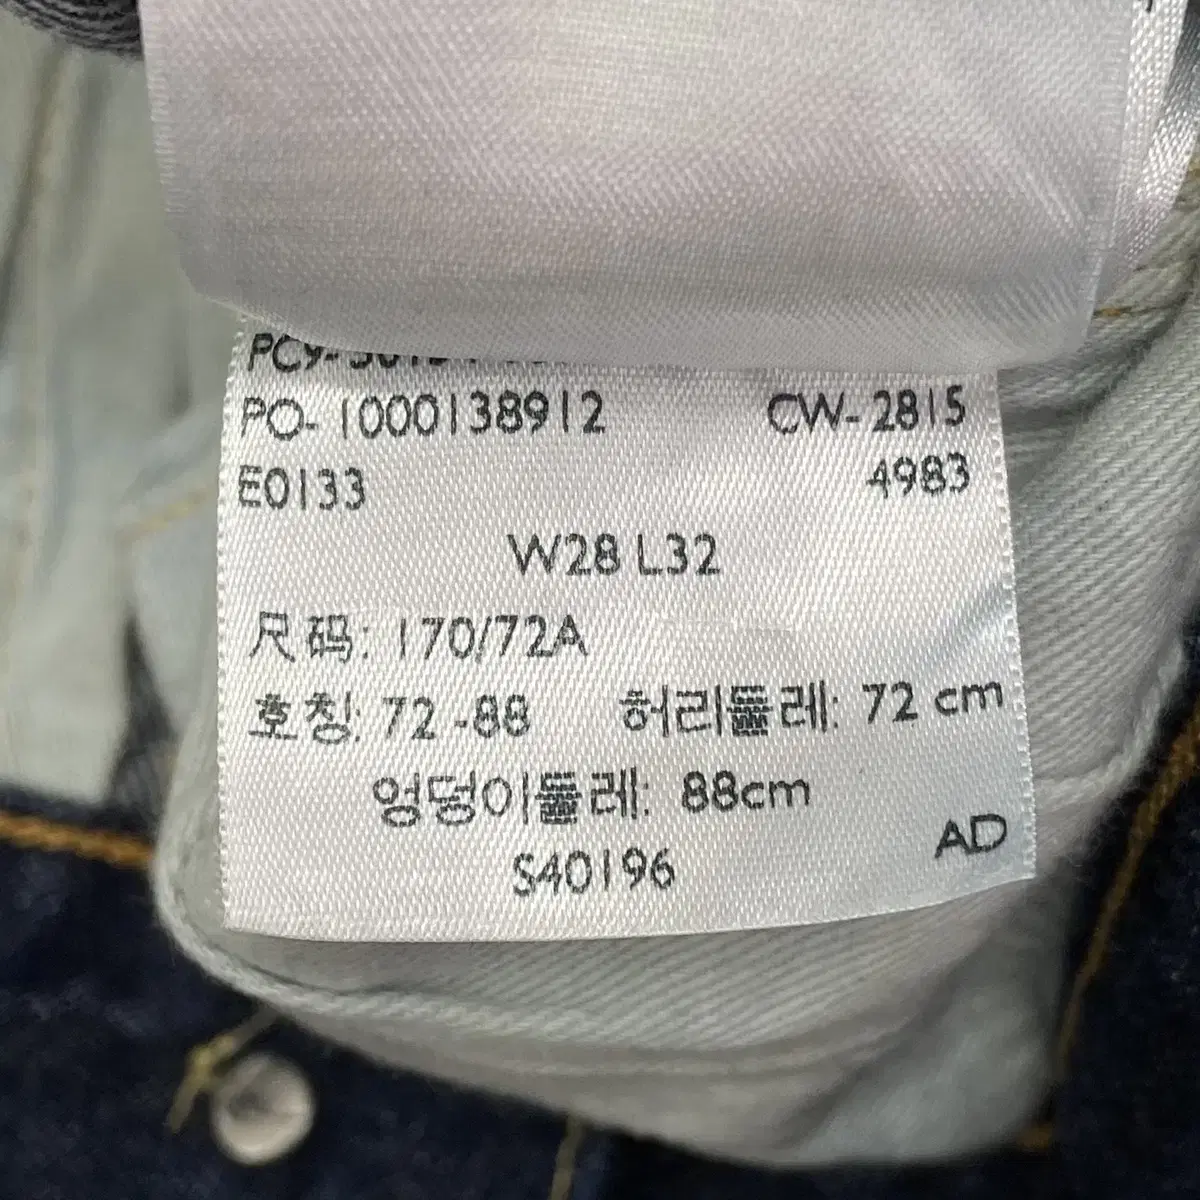 PO- 1000138912 CW- 2815
E0133 4983
W28 L32
尺码: 170/72A
호칭: 72 -88 허리둘레: 72 cm
엉덩이둘레: 88cm
S40196 AD